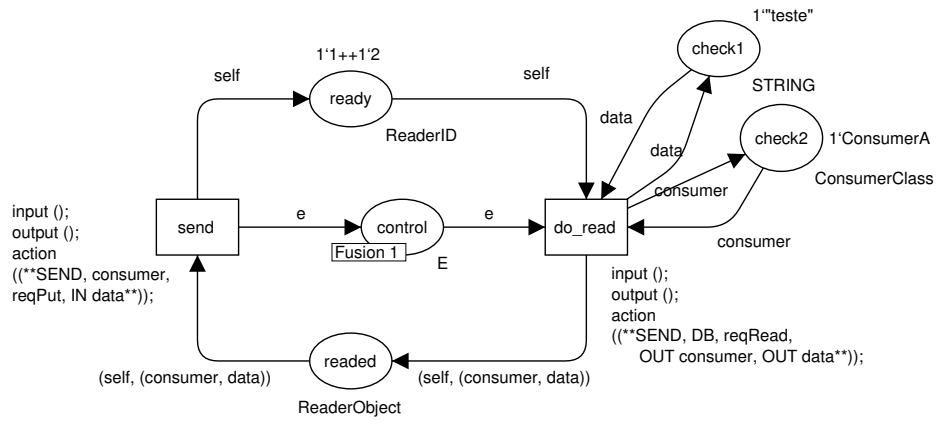 1‘"teste"
check1
1‘1++1‘2
self
ready
self
STRING
data
check2
1‘ConsumerA
ReaderID
data
ConsumerClass
consumer
input ();
output ();
action
((**SEND, consumer,
reqPut, IN data**));
send
e
control
Fusion 1
E
e
do_read
consumer
input ();
output ();
action
((**SEND, DB, reqRead,
OUT consumer, OUT data**));
readed
(self, (consumer, data))
(self, (consumer, data))
ReaderObject